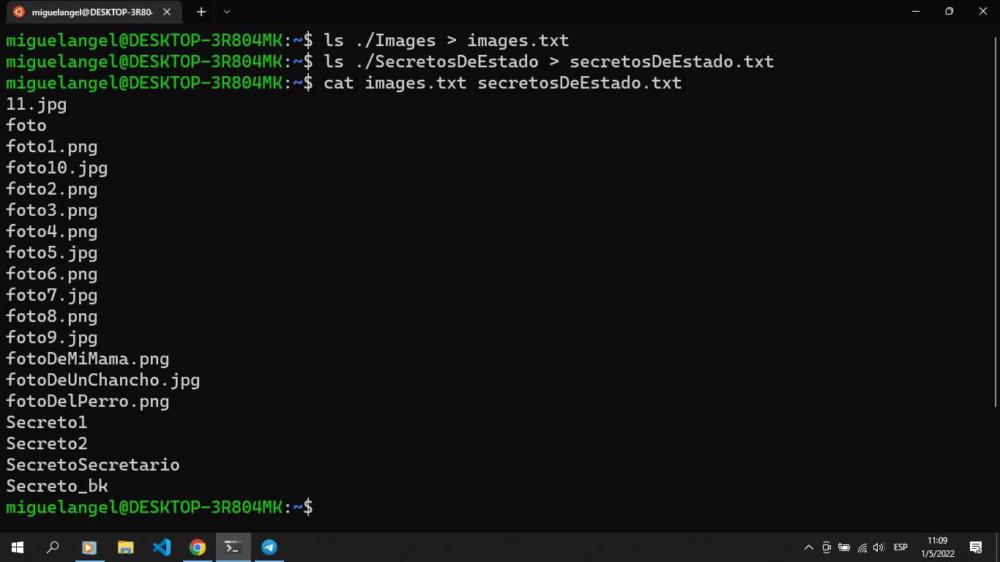 miguelangel@DESKTOP-3R804
miguelangel@DESKTOP-3R804MK:~$ ls ./Images > images.txt
miguelangel@DESKTOP-3R804MK:~$ ls ./SecretosDeEstado > secretosDeEstado.txt
miguelangel@DESKTOP-3R804MK:~$ cat images.txt secretosDeEstado.txt
11.jpg
foto
foto1.png
foto10.jpg
foto2.png
foto3.png
foto4.png
foto5.jpg
foto6.png
foto7.jpg
foto8.png
foto9.jpg
fotoDeMiMama.png
fotoDeUnChancho.jpg
fotoDelPerro.png
Secreto1
Secreto2
SecretoSecretario
Secreto_bk
miguelangel@DESKTOP-3R804MK:~$
ESP
11:09
1/5/2022